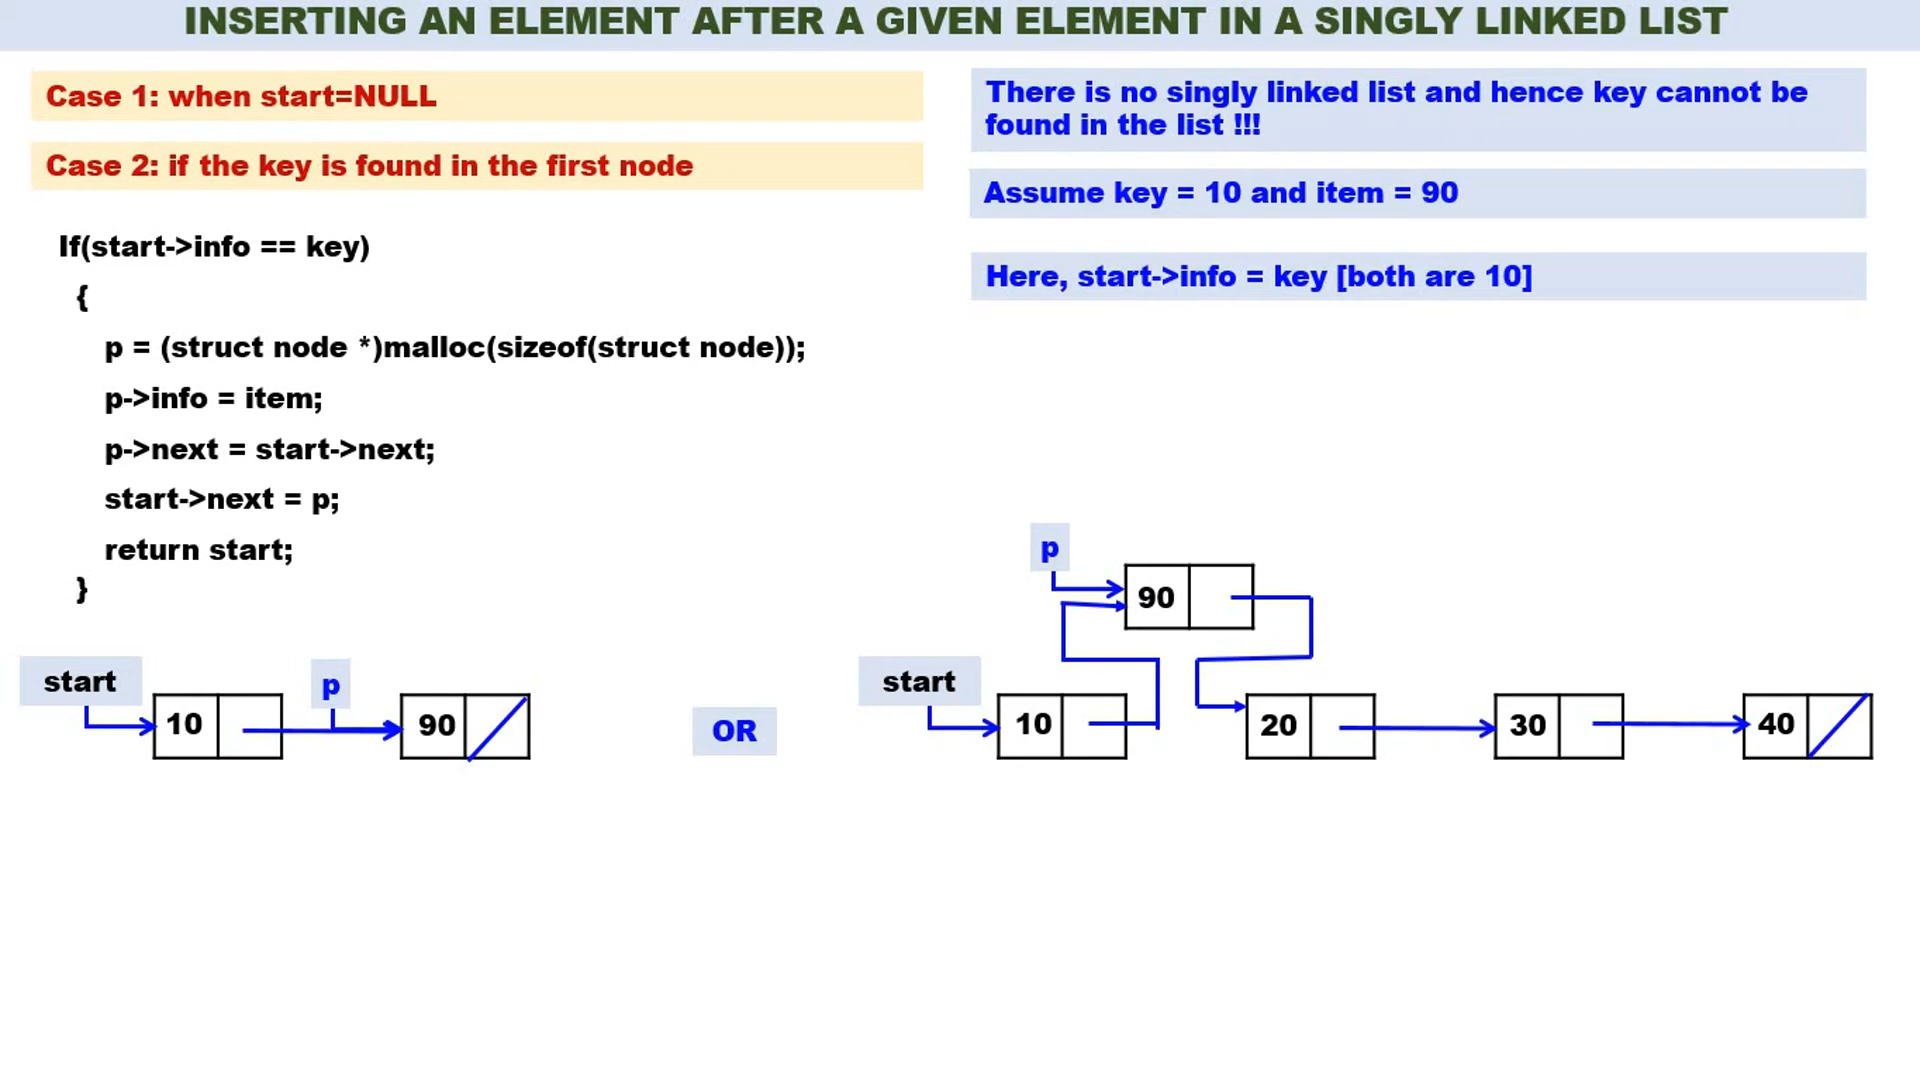 INSERTING AN ELEMENT AFTER A GIVEN ELEMENT IN A SINGLY LINKED LIST
Case 1: when start=NULL
There is no singly linked list and hence key cannot be
found in the list !!!
Case 2: if the key is found in the first node
Assume key = 10 and item = 90
Here, start->info = key [both are 10]
If(start->info == key)
{
p = (struct node *)malloc(sizeof(struct node));
p->info = item;
p->next = start->next;
start->next = p;
return start;
}
start
p
10
90
OR
p
90
start
10
20
30
40